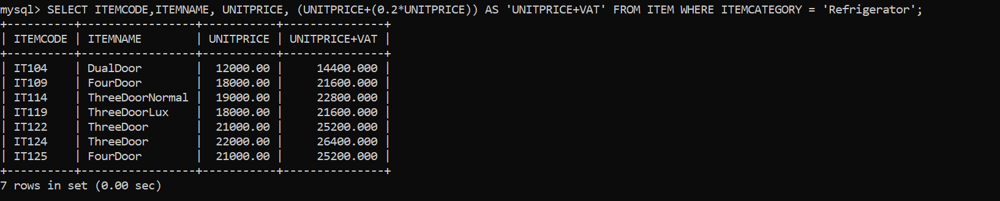 mysql> SELECT ITEMCODE,ITEMNAME, UNITPRICE, (UNITPRICE+(0.2*UNITPRICE)) AS 'UNITPRICE+VAT' FROM ITEM WHERE ITEMCATEGORY = 'Refrigerator';
+----------+-----------------+-----------+---------------+
| ITEMCODE | ITEMNAME        | UNITPRICE | UNITPRICE+VAT |
+----------+-----------------+-----------+---------------+
| IT104    | DualDoor        |  12000.00 |     14400.000 |
| IT109    | FourDoor        |  18000.00 |     21600.000 |
| IT114    | ThreeDoorNormal |  19000.00 |     22800.000 |
| IT119    | ThreeDoorLux    |  18000.00 |     21600.000 |
| IT122    | ThreeDoor       |  21000.00 |     25200.000 |
| IT124    | ThreeDoor       |  22000.00 |     26400.000 |
| IT125    | FourDoor        |  21000.00 |     25200.000 |
+----------+-----------------+-----------+---------------+
7 rows in set (0.00 sec)